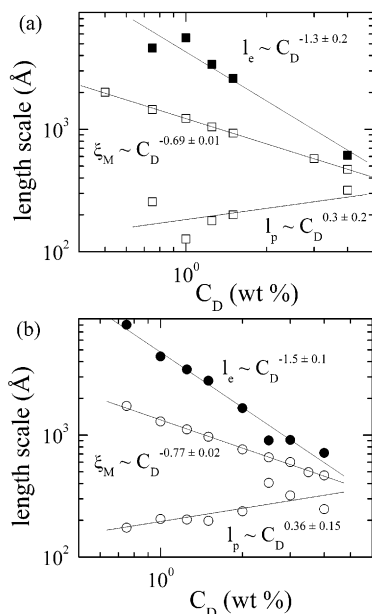 (a)
length scale (Å)
10^4
10^3
10^2
l_e ~ C_D^-1.3 ± 0.2
ξ_M ~ C_D^-0.69 ± 0.01
l_p ~ C_D^0.3 ± 0.2
10^0
C_D (wt %)
(b)
length scale (Å)
10^3
10^2
l_e ~ C_D^-1.5 ± 0.1
ξ_M ~ C_D^-0.77 ± 0.02
l_p ~ C_D^0.36 ± 0.15
10^0
C_D (wt %)